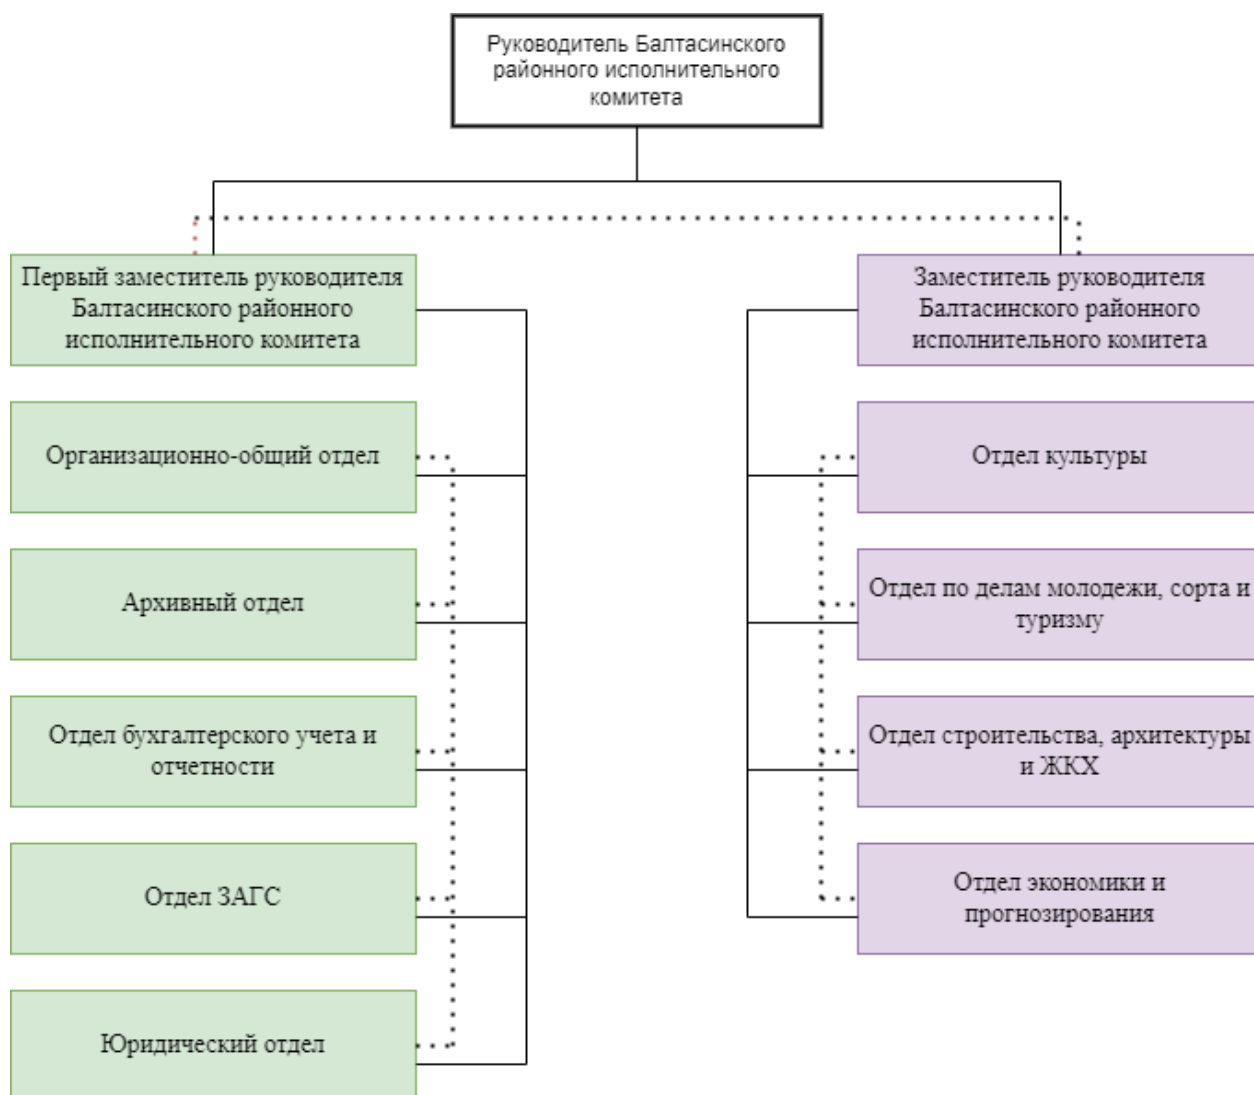 Руководитель Балтасинского
районного исполнительного
комитета
Первый заместитель руководителя
Балтасинского районного
исполнительного комитета
Заместитель руководителя
Балтасинского районного
исполнительного комитета
Организационно-общий отдел
Отдел культуры
Архивный отдел
Отдел по делам молодежи, сорта и
туризму
Отдел бухгалтерского учета и
отчетности
Отдел строительства, архитектуры
и ЖКХ
Отдел ЗАГС
Отдел экономики и
прогнозирования
Юридический отдел